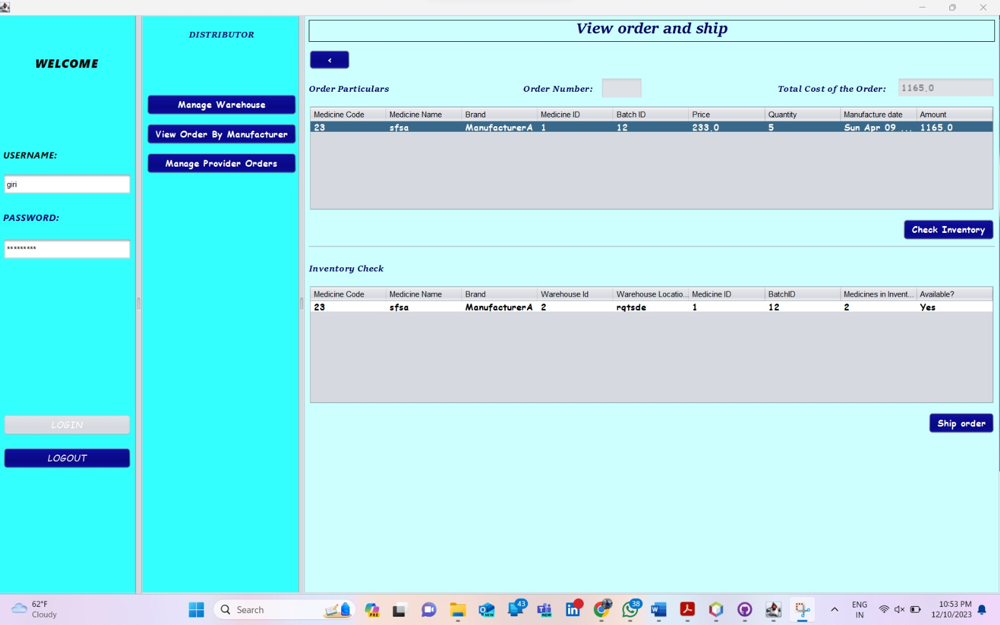 WELCOME
USERNAME:
giri
PASSWORD:
*********
LOGIN
LOGOUT
DISTRIBUTOR
Manage Warehouse
View Order By Manufacturer
Manage Provider Orders
View order and ship
<
Order Particulars Order Number: Total Cost of the Order: 1165.0
Medicine Code Medicine Name Brand Medicine ID Batch ID Price Quantity Manufacture date Amount
23 sfsa ManufacturerA 1 12 233.0 5 Sun Apr 09 ... 1165.0
Check Inventory
Inventory Check
Medicine Code Medicine Name Brand Warehouse Id Warehouse Locatio... Medicine ID BatchID Medicines in Invent... Available?
23 sfsa ManufacturerA 2 rqtsde 1 12 2 Yes
Ship order
62°F
Cloudy
Search
PRE
NEW
43
NEW
in
38
W
ENG
IN
10:53 PM
12/10/2023